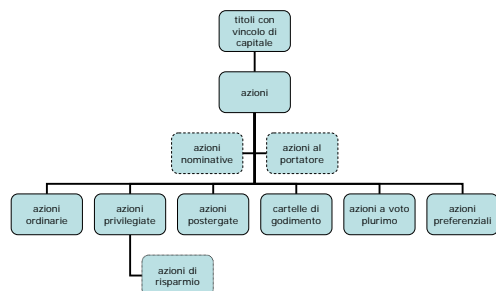 titoli con
vincolo di
capitale
azioni
azioni
nominative
azioni al
portatore
azioni
ordinarie
azioni
privilegiate
azioni
postergate
cartelle di
godimento
azioni a voto
plurimo
azioni
preferenziali
azioni di
risparmio